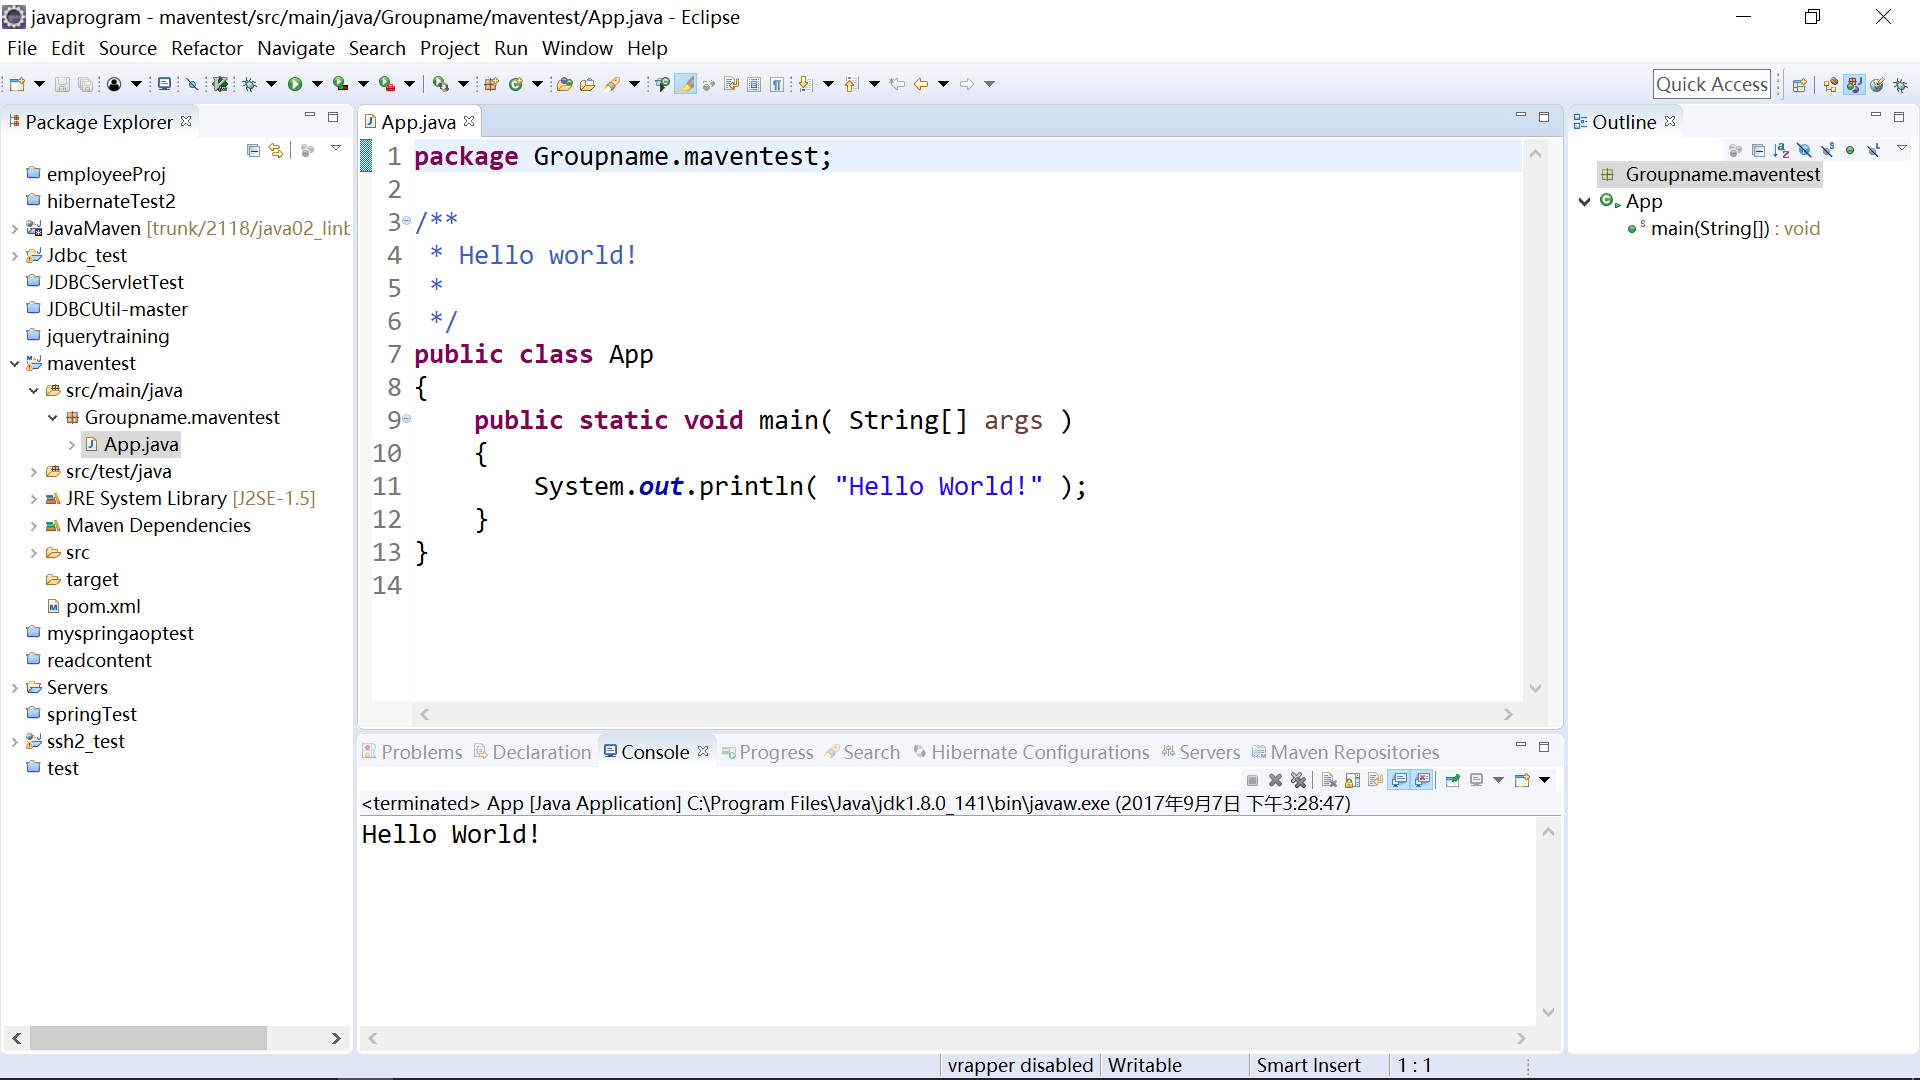 javaprogram - maventest/src/main/java/Groupname/maventest/App.java - Eclipse
File Edit Source Refactor Navigate Search Project Run Window Help
Quick Access
Package Explorer
employeeProj
hibernateTest2
JavaMaven [trunk/2118/java02_lin
Jdbc_test
JDBCServletTest
JDBCUtil-master
jquerytraining
maventest
src/main/java
Groupname.maventest
App.java
src/test/java
JRE System Library [J2SE-1.5]
Maven Dependencies
src
target
pom.xml
myspringaoptest
readcontent
Servers
springTest
ssh2_test
test
App.java
1 package Groupname.maventest;
2
3 /**
4 * Hello world!
5 *
6 */
7 public class App
8 {
9 public static void main( String[] args )
10 {
11 System.out.println( "Hello World!" );
12 }
13 }
14
Outline
Groupname.maventest
App
main(String[]) : void
Problems Declaration Console Progress Search Hibernate Configurations Servers Maven Repositories
<terminated> App [Java Application] C:\Program Files\Java\jdk1.8.0_141\bin\javaw.exe (2017年9月7日 下午3:28:47)
Hello World!
vrapper disabled Writable Smart Insert 1 : 1